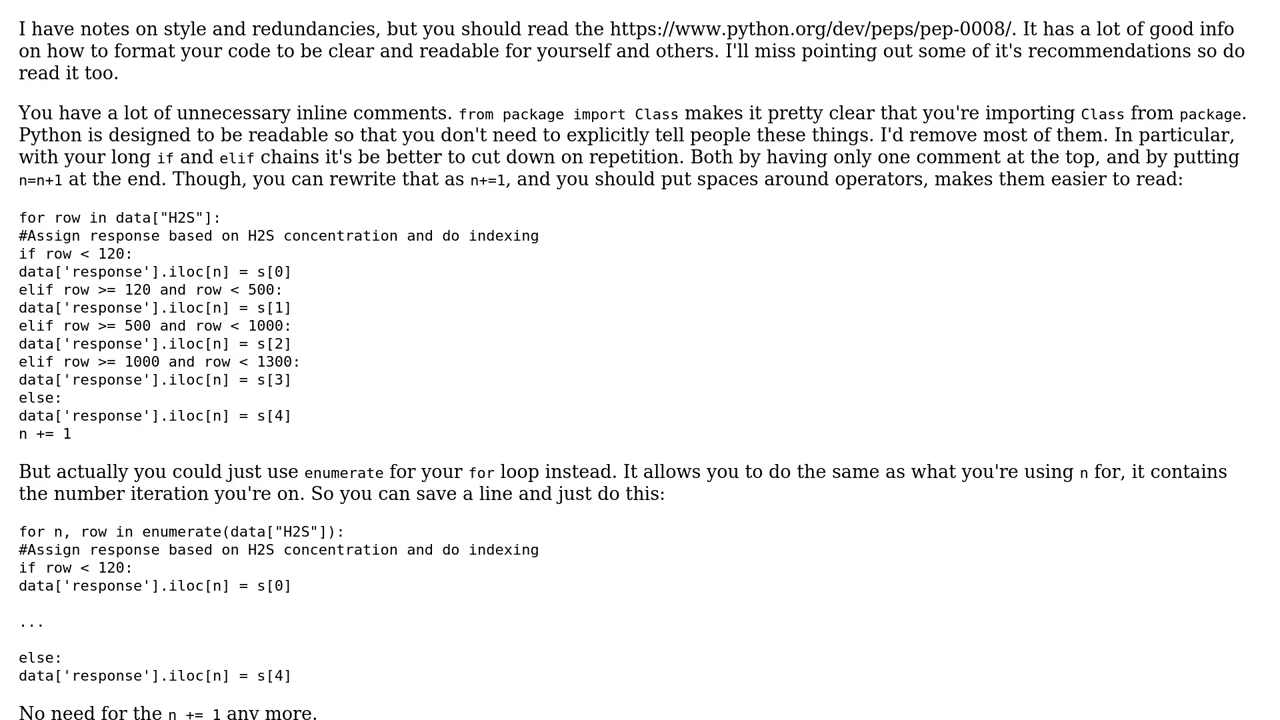 I have notes on style and redundancies, but you should read the https://www.python.org/dev/peps/pep-0008/. It has a lot of good info
on how to format your code to be clear and readable for yourself and others. I'll miss pointing out some of it's recommendations so do
read it too.
You have a lot of unnecessary inline comments. from package import Class makes it pretty clear that you're importing Class from package.
Python is designed to be readable so that you don't need to explicitly tell people these things. I'd remove most of them. In particular,
with your long if and elif chains it's be better to cut down on repetition. Both by having only one comment at the top, and by putting
n=n+1 at the end. Though, you can rewrite that as n+=1, and you should put spaces around operators, makes them easier to read:
for row in data["H2S"]:
#Assign response based on H2S concentration and do indexing
if row < 120:
data['response'].iloc[n] = s[0]
elif row >= 120 and row < 500:
data['response'].iloc[n] = s[1]
elif row >= 500 and row < 1000:
data['response'].iloc[n] = s[2]
elif row >= 1000 and row < 1300:
data['response'].iloc[n] = s[3]
else:
data['response'].iloc[n] = s[4]
n += 1
But actually you could just use enumerate for your for loop instead. It allows you to do the same as what you're using n for, it contains
the number iteration you're on. So you can save a line and just do this:
for n, row in enumerate(data["H2S"]):
#Assign response based on H2S concentration and do indexing
if row < 120:
data['response'].iloc[n] = s[0]
...
else:
data['response'].iloc[n] = s[4]
No need for the n += 1 any more.